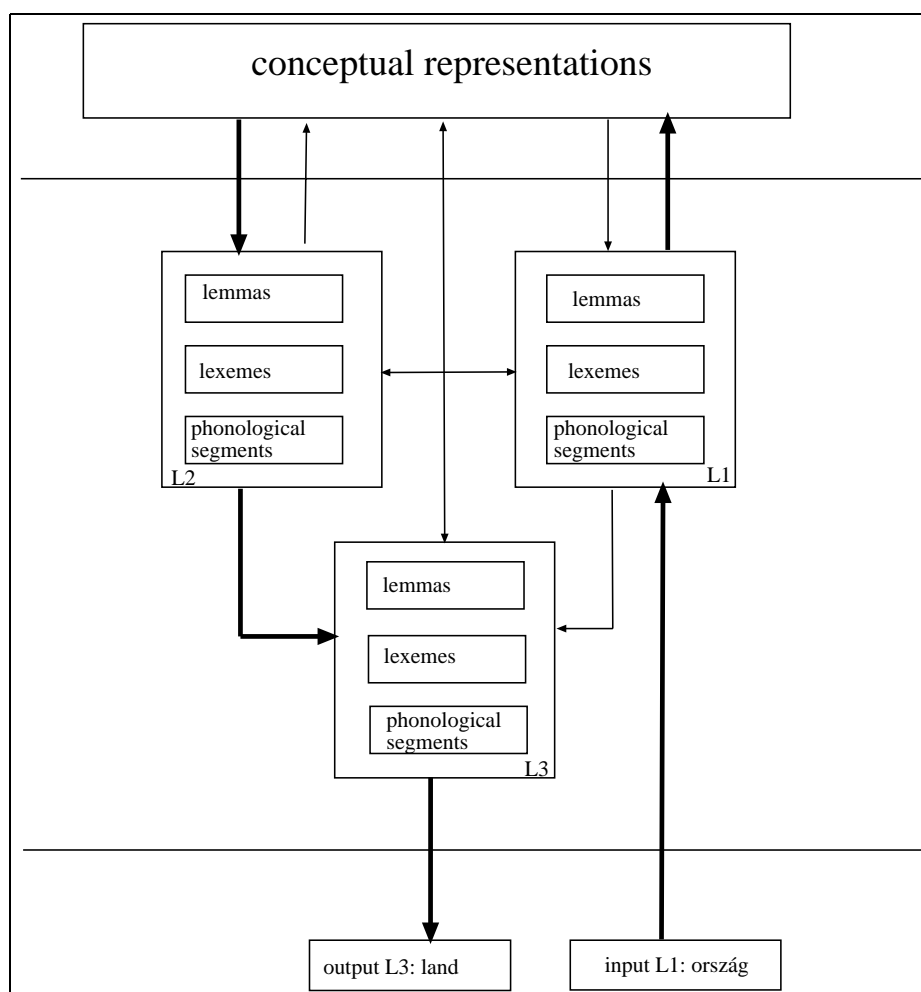 conceptual representations
lemmas
lexemes
phonological
segments
L2
lemmas
lexemes
phonological
segments
L1
lemmas
lexemes
phonological
segments
L3
output L3: land
input L1: ország